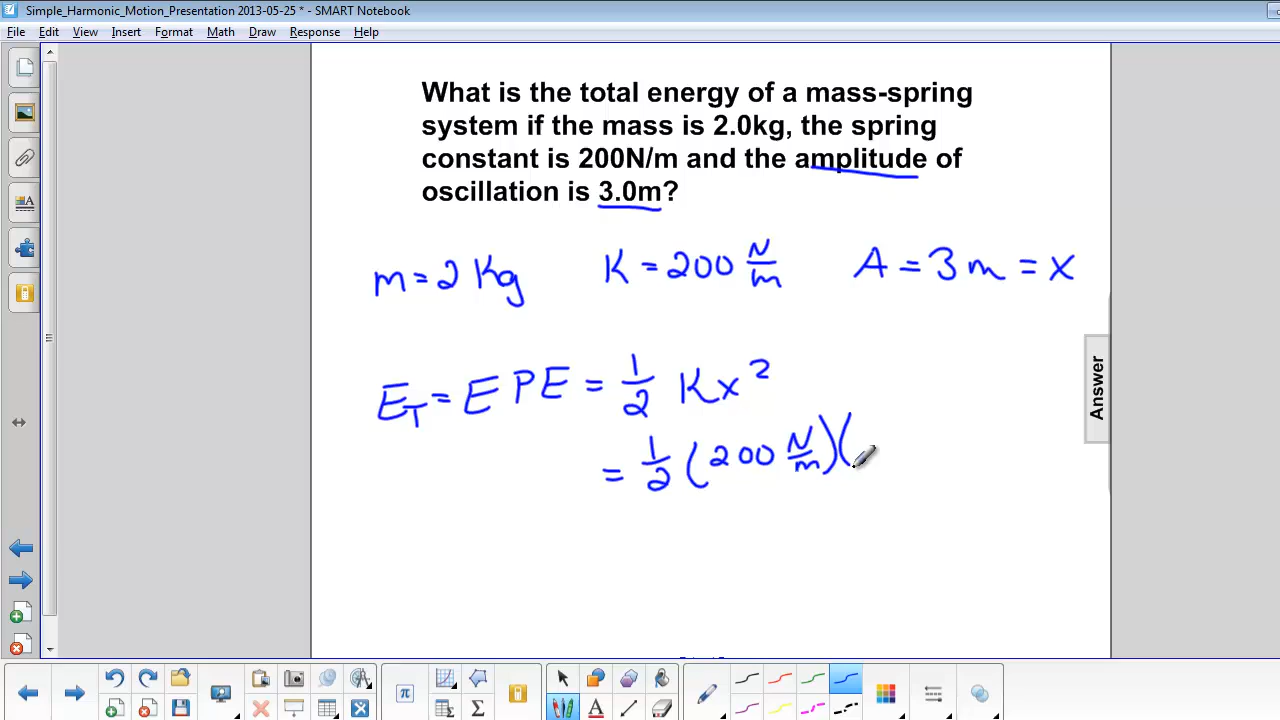 Simple_Harmonic_Motion_Presentation 2013-05-25 * - SMART Notebook
File Edit View Insert Format Math Draw Response Help
What is the total energy of a mass-spring
system if the mass is 2.0kg, the spring
constant is 200N/m and the amplitude of
oscillation is 3.0m?
m = 2 Kg K = 200 N/m A = 3 m = x
E_T = EPE = 1/2 Kx²
= 1/2 (200 N/m)(
Answer